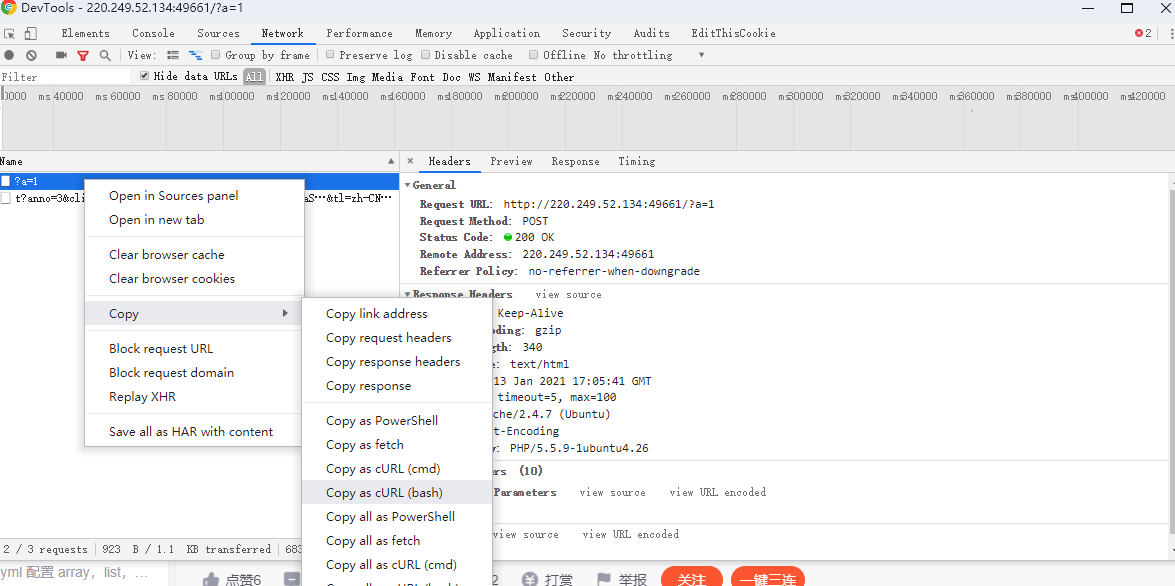 DevTools - 220.249.52.134:49661/?a=1
Elements Console Sources Network Performance Memory Application Security Audits EditThisCookie 2
View: Group by frame Preserve log Disable cache Offline No throttling
Filter Hide data URLs All XHR JS CSS Img Media Font Doc WS Manifest Other
40000 ms 60000 ms 80000 ms 100000 ms 120000 ms 140000 ms 160000 ms 180000 ms 200000 ms 220000 ms 240000 ms 260000 ms 280000 ms 300000 ms 320000 ms 340000 ms 360000 ms 380000 ms 400000 ms 420000
Name
Headers Preview Response Timing
?a=1
t?anno=3&cli
aS…&tl=zh-CN…
Open in Sources panel
Open in new tab
Clear browser cache
Clear browser cookies
Copy
Block request URL
Block request domain
Replay XHR
Save all as HAR with content
Copy link address
Copy request headers
Copy response headers
Copy response
Copy as PowerShell
Copy as fetch
Copy as cURL (cmd)
Copy as cURL (bash)
Copy all as PowerShell
Copy all as fetch
Copy all as cURL (cmd)
General
Request URL: http://220.249.52.134:49661/?a=1
Request Method: POST
Status Code: 200 OK
Remote Address: 220.249.52.134:49661
Referrer Policy: no-referrer-when-downgrade
Response Headers view source
Keep-Alive
oding: gzip
gth: 340
e: text/html
13 Jan 2021 17:05:41 GMT
timeout=5, max=100
che/2.4.7 (Ubuntu)
t-Encoding
y: PHP/5.5.9-1ubuntu4.26
ers (10)
Parameters view source view URL encoded
view source view URL encoded
2 / 3 requests 923 B / 1.1 KB transferred 683
yml 配置 array，list，...
点赞6
2
打赏
举报
关注
一键三连